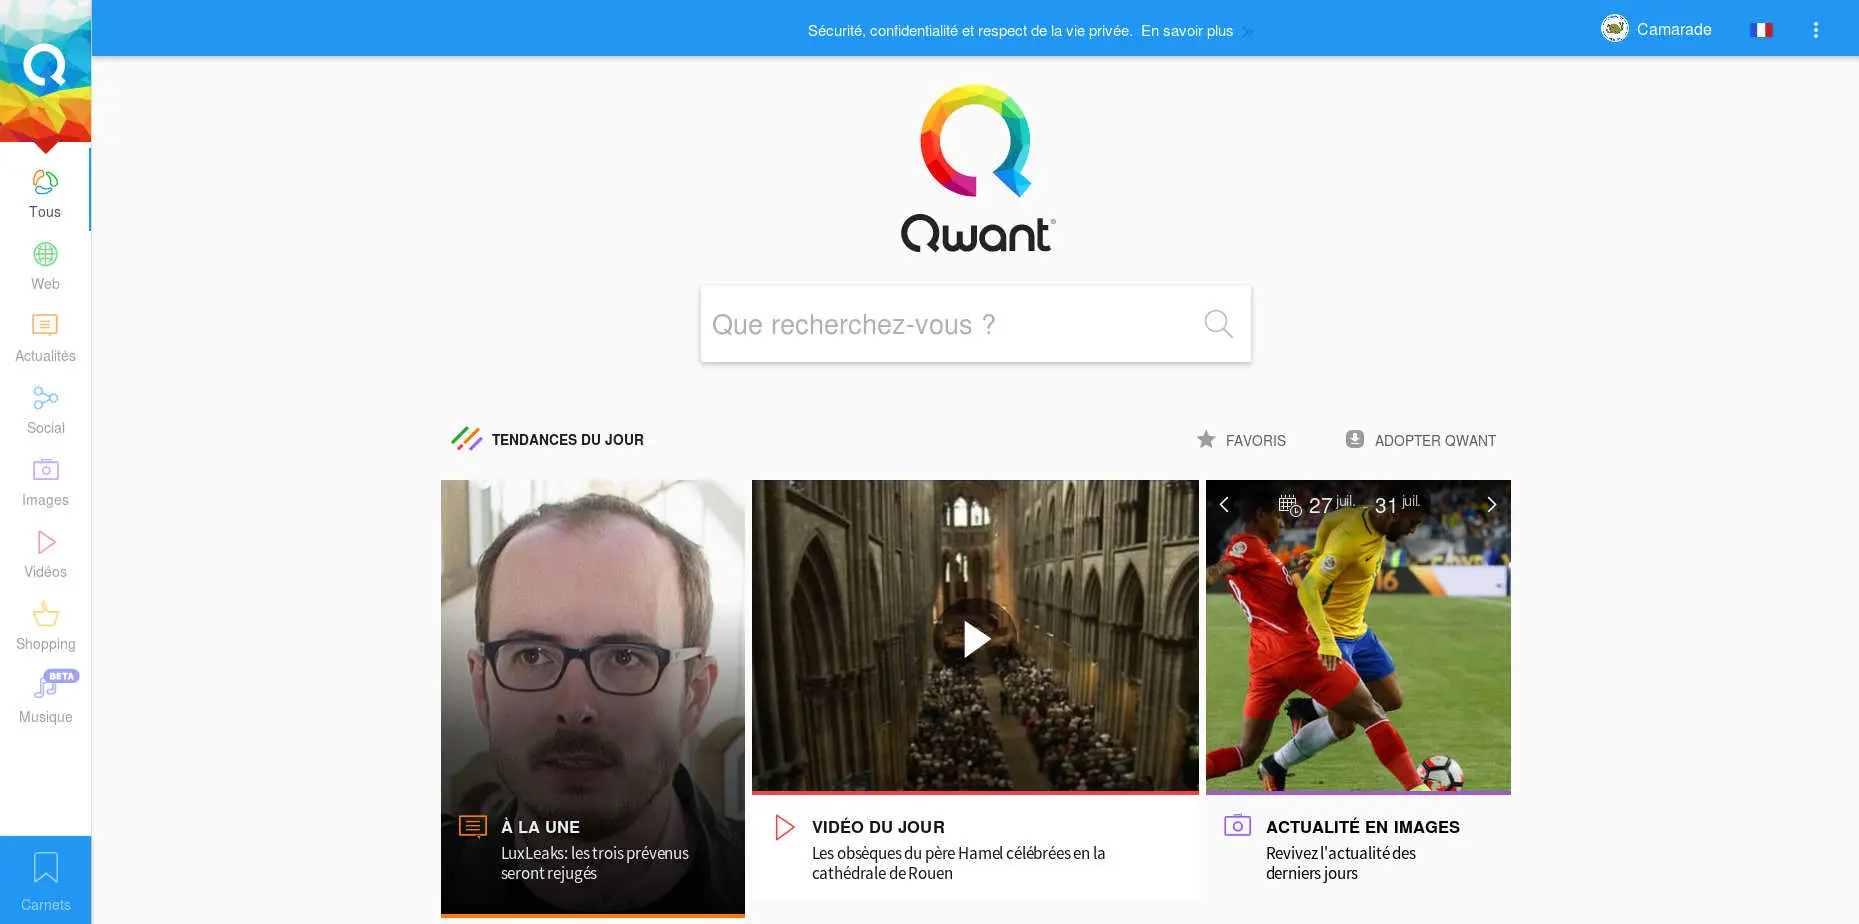 Sécurité, confidentialité et respect de la vie privée. En savoir plus
Camarade
Qwant®
Que recherchez-vous ?
Tous
Web
Actualités
Social
Images
Vidéos
Shopping
BETA
Musique
Carnets
TENDANCES DU JOUR
FAVORIS
ADOPTER QWANT
À LA UNE
LuxLeaks: les trois prévenus
seront rejugés
VIDÉO DU JOUR
Les obsèques du père Hamel célébrées en la
cathédrale de Rouen
27 juil. - 31 juil.
16
8
ACTUALITÉ EN IMAGES
Revivez l'actualité des
derniers jours